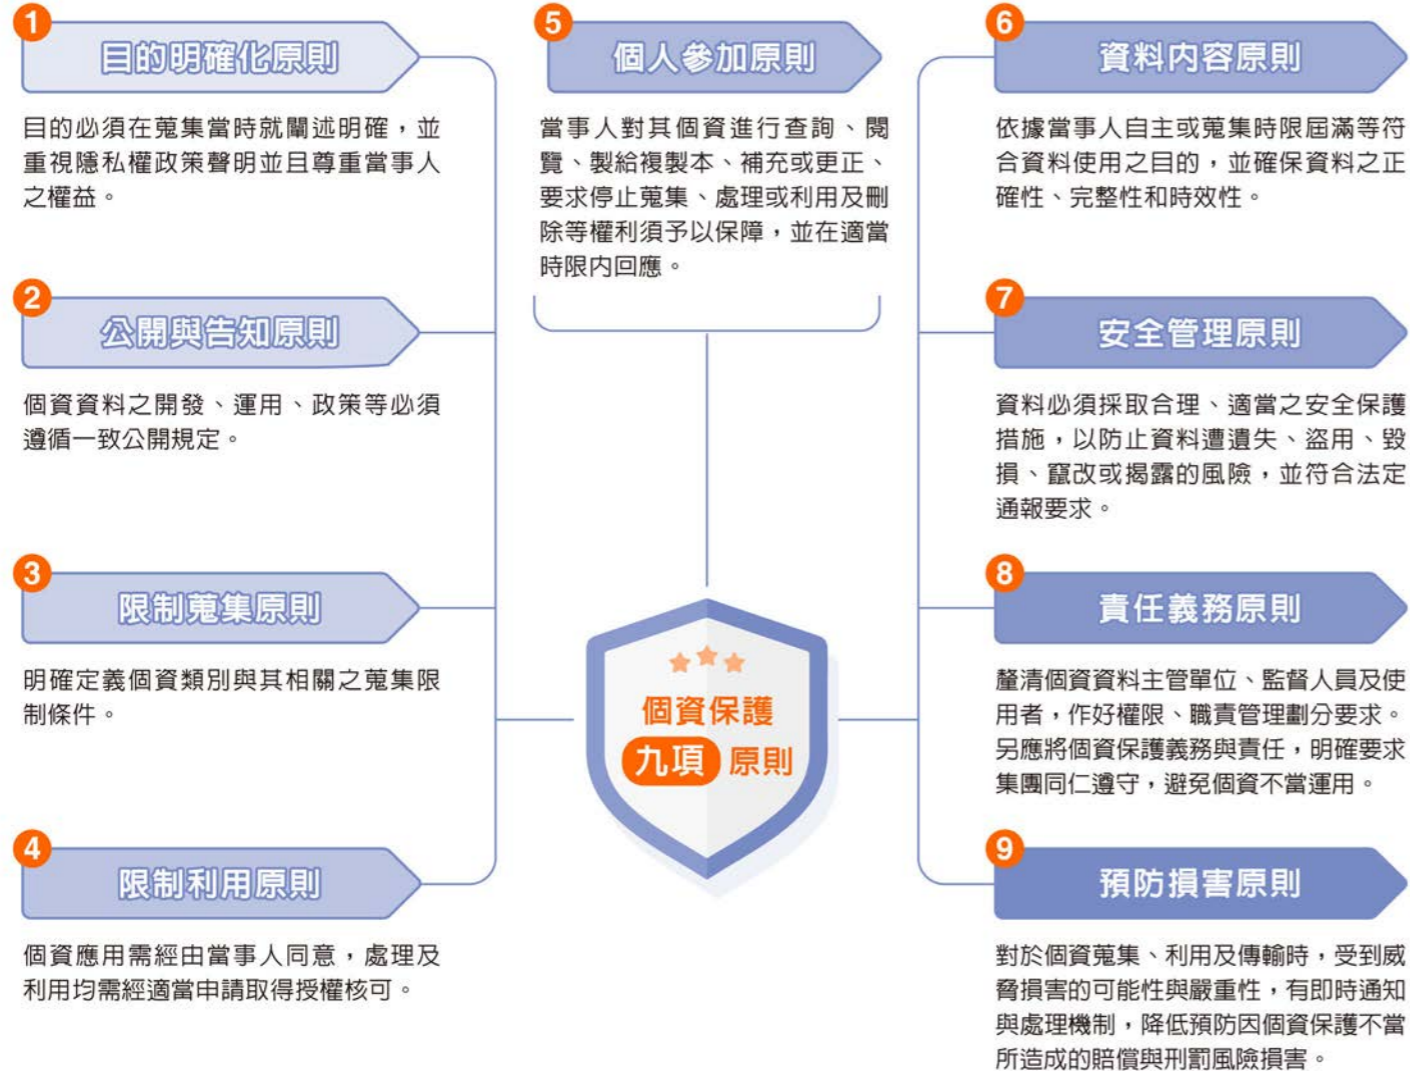 1
目的明確化原則
目的必須在蒐集當時就闡述明確，並
重視隱私權政策聲明並且尊重當事人
之權益。
2
公開與告知原則
個資資料之開發、運用、政策等必須
遵循一致公開規定。
3
限制蒐集原則
明確定義個資類別與其相關之蒐集限
制條件。
4
限制利用原則
個資應用需經由當事人同意，處理及
利用均需經適當申請取得授權核可。
5
個人參加原則
當事人對其個資進行查詢、閱
覽、製給複製本、補充或更正、
要求停止蒐集、處理或利用及刪
除等權利須予以保障，並在適當
時限内回應。
個資保護
九項 原則
6
資料内容原則
依據當事人自主或蒐集時限屆滿等符
合資料使用之目的，並確保資料之正
確性、完整性和時效性。
7
安全管理原則
資料必須採取合理、適當之安全保護
措施，以防止資料遭遺失、盜用、毀
損、竄改或揭露的風險，並符合法定
通報要求。
8
責任義務原則
釐清個資資料主管單位、監督人員及使
用者，作好權限、職責管理劃分要求。
另應將個資保護義務與責任，明確要求
集團同仁遵守，避免個資不當運用。
9
預防損害原則
對於個資蒐集、利用及傳輸時，受到威
脅損害的可能性與嚴重性，有即時通知
與處理機制，降低預防因個資保護不當
所造成的賠償與刑罰風險損害。